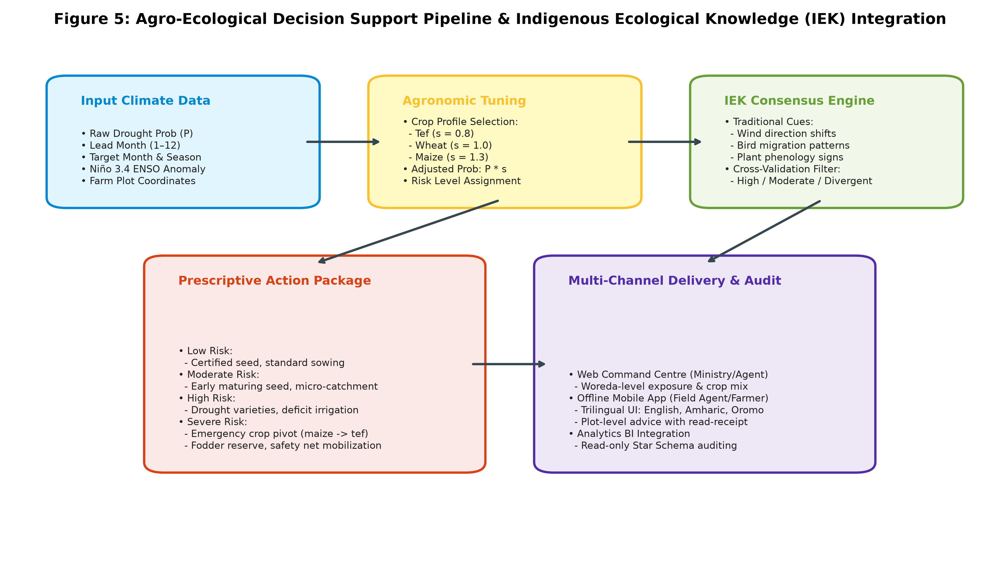 Figure 5: Agro-Ecological Decision Support Pipeline & Indigenous Ecological Knowledge (IEK) Integration
Input Climate Data
• Raw Drought Prob (P)
• Lead Month (1–12)
• Target Month & Season
• Niño 3.4 ENSO Anomaly
• Farm Plot Coordinates
Agronomic Tuning
• Crop Profile Selection:
- Tef (s = 0.8)
- Wheat (s = 1.0)
- Maize (s = 1.3)
• Adjusted Prob: P * s
• Risk Level Assignment
IEK Consensus Engine
• Traditional Cues:
- Wind direction shifts
- Bird migration patterns
- Plant phenology signs
• Cross-Validation Filter:
- High / Moderate / Divergent
Prescriptive Action Package
• Low Risk:
- Certified seed, standard sowing
• Moderate Risk:
- Early maturing seed, micro-catchment
• High Risk:
- Drought varieties, deficit irrigation
• Severe Risk:
- Emergency crop pivot (maize -> tef)
- Fodder reserve, safety net mobilization
Multi-Channel Delivery & Audit
• Web Command Centre (Ministry/Agent)
- Woreda-level exposure & crop mix
• Offline Mobile App (Field Agent/Farmer)
- Trilingual UI: English, Amharic, Oromo
- Plot-level advice with read-receipt
• Analytics BI Integration
- Read-only Star Schema auditing